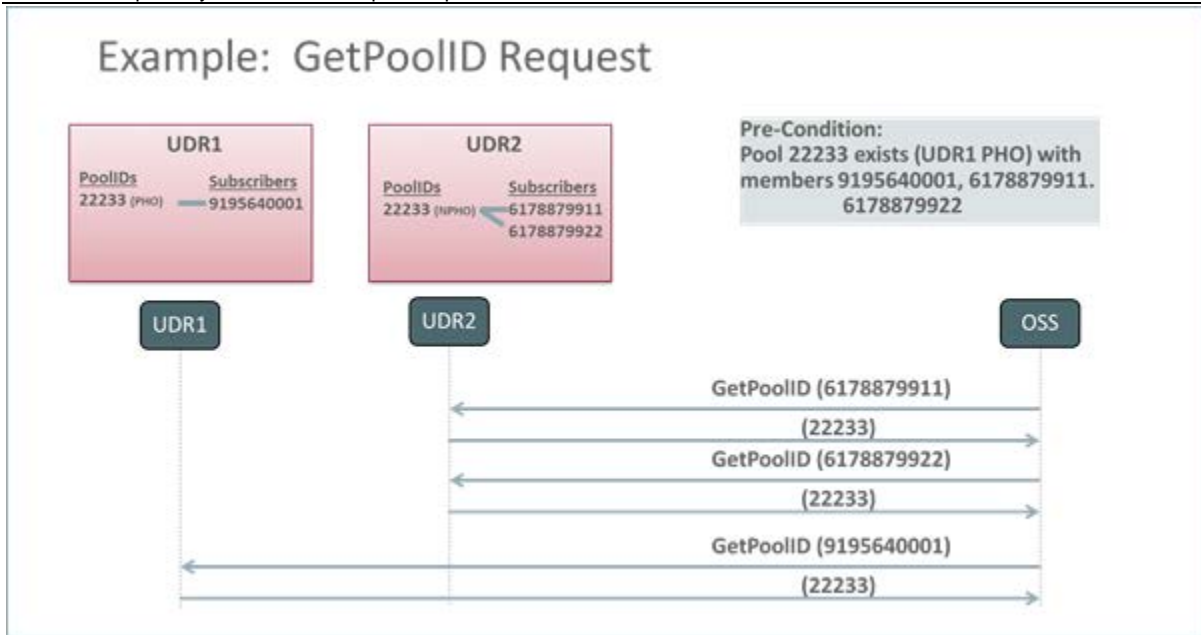 Example: GetPoolID Request
UDR1
PoolIDs Subscribers
22233 (PHO) 9195640001
UDR2
PoolIDs Subscribers
22233 (NPHO) 6178879911
6178879922
Pre-Condition:
Pool 22233 exists (UDR1 PHO) with
members 9195640001, 6178879911.
6178879922
UDR1
UDR2
OSS
GetPoolID (6178879911)
(22233)
GetPoolID (6178879922)
(22233)
GetPoolID (9195640001)
(22233)